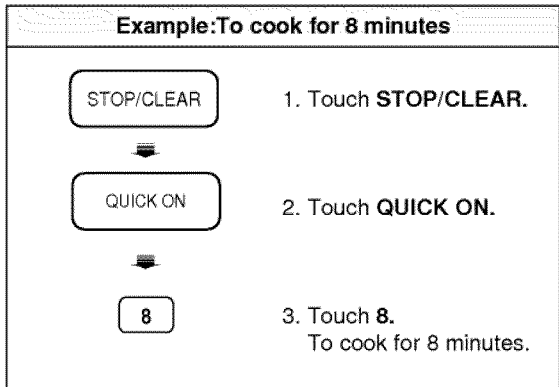 Example:To cook for 8 minutes
STOP/CLEAR
1. Touch STOP/CLEAR.
QUICK ON
2. Touch QUICK ON.
8
3. Touch 8.
To cook for 8 minutes.